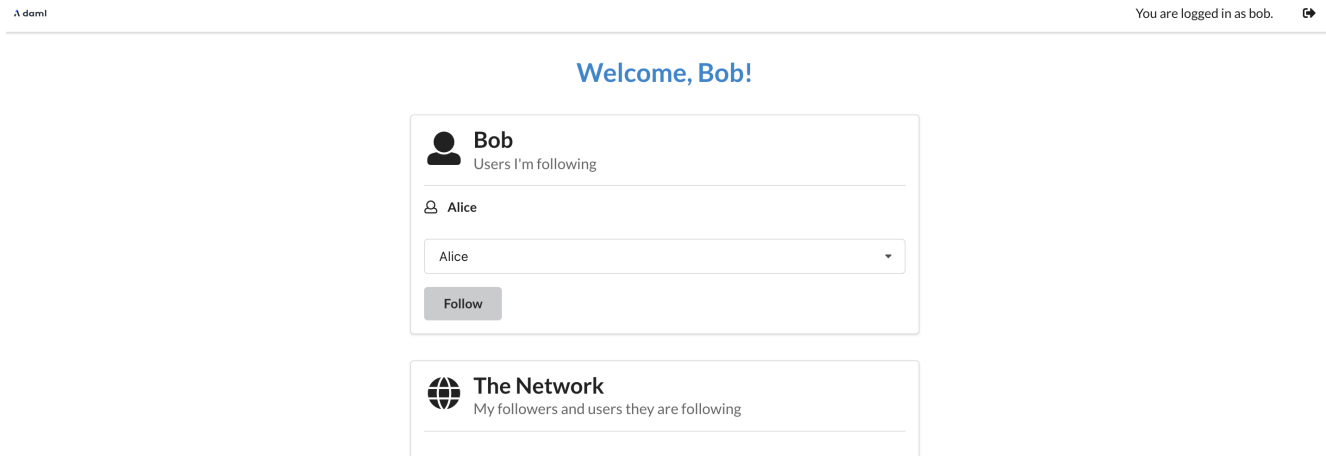 daml
You are logged in as bob.
Welcome, Bob!
Bob
Users I'm following
Alice
Alice
Follow
The Network
My followers and users they are following